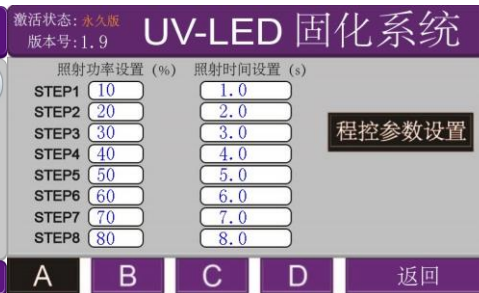 激活状态:永久版
版本号:1.9
UV-LED 固化系统
照射功率设置 (%) 照射时间设置 (s)
STEP1 10 1.0
STEP2 20 2.0
STEP3 30 3.0
STEP4 40 4.0
STEP5 50 5.0
STEP6 60 6.0
STEP7 70 7.0
STEP8 80 8.0
程控参数设置
A B C D 返回